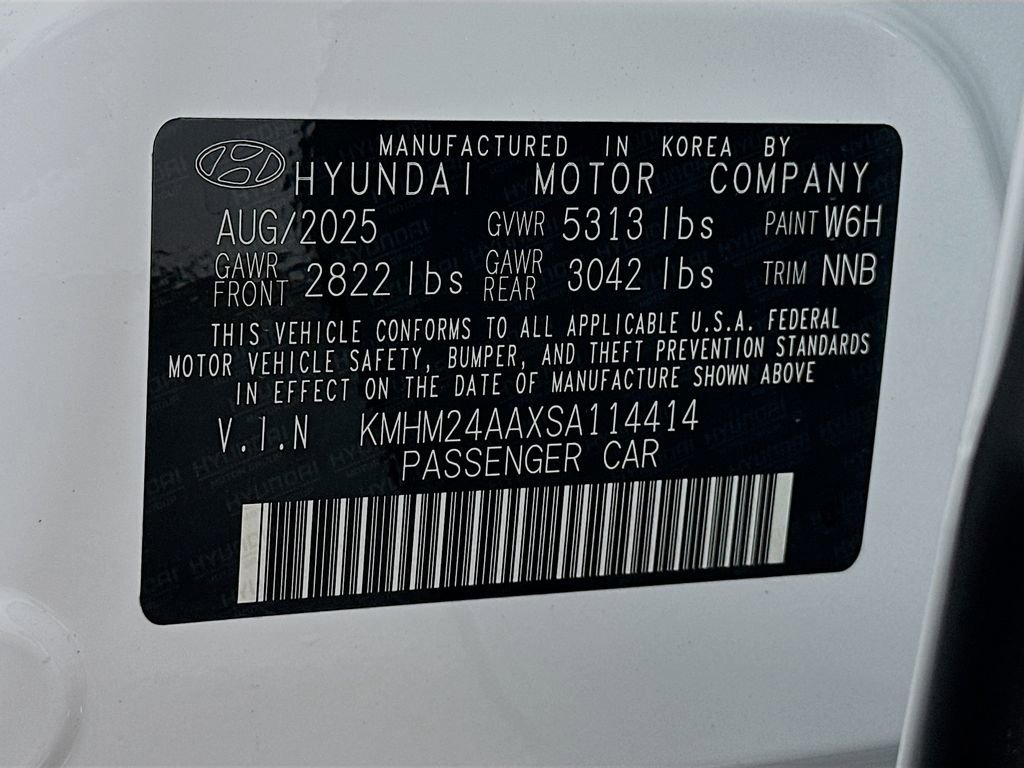 MANUFACTURED IN KOREA BY
HYUNDAI MOTOR COMPANY
AUG/2025 GVWR 5313 lbs PAINT W6H
GAWR FRONT 2822 lbs GAWR REAR 3042 lbs TRIM NNB
THIS VEHICLE CONFORMS TO ALL APPLICABLE U.S.A. FEDERAL
MOTOR VEHICLE SAFETY, BUMPER, AND THEFT PREVENTION STANDARDS
IN EFFECT ON THE DATE OF MANUFACTURE SHOWN ABOVE
V.I.N KMHM24AAXSA114414
PASSENGER CAR